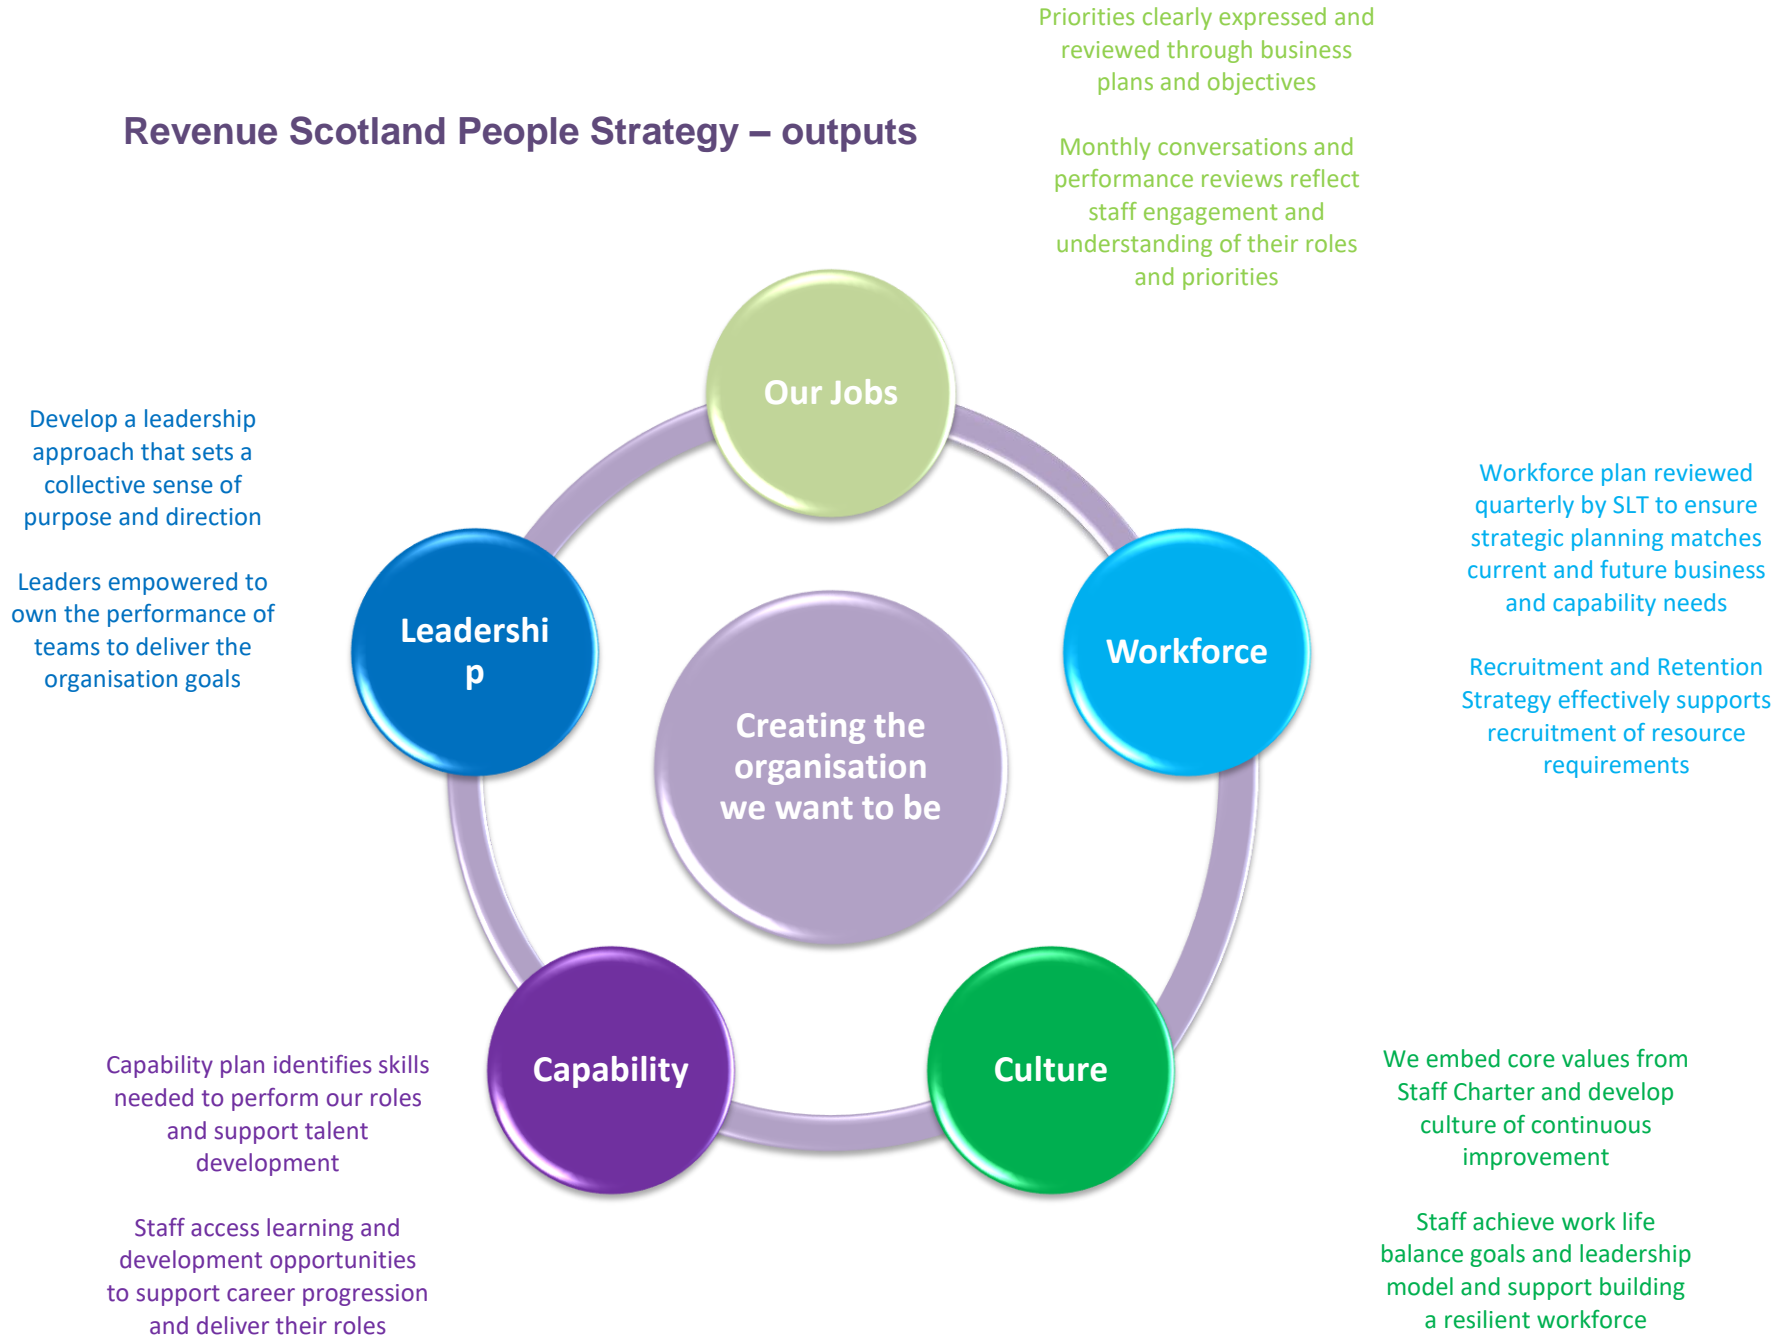 Revenue Scotland People Strategy – outputs
Priorities clearly expressed and
reviewed through business
plans and objectives
Monthly conversations and
performance reviews reflect
staff engagement and
understanding of their roles
and priorities
Our Jobs
Develop a leadership
approach that sets a
collective sense of
purpose and direction
Leaders empowered to
own the performance of
teams to deliver the
organisation goals
Leadershi
p
Creating the
organisation
we want to be
Workforce
Workforce plan reviewed
quarterly by SLT to ensure
strategic planning matches
current and future business
and capability needs
Recruitment and Retention
Strategy effectively supports
recruitment of resource
requirements
Capability plan identifies skills
needed to perform our roles
and support talent
development
Staff access learning and
development opportunities
to support career progression
and deliver their roles
Capability
Culture
We embed core values from
Staff Charter and develop
culture of continuous
improvement
Staff achieve work life
balance goals and leadership
model and support building
a resilient workforce